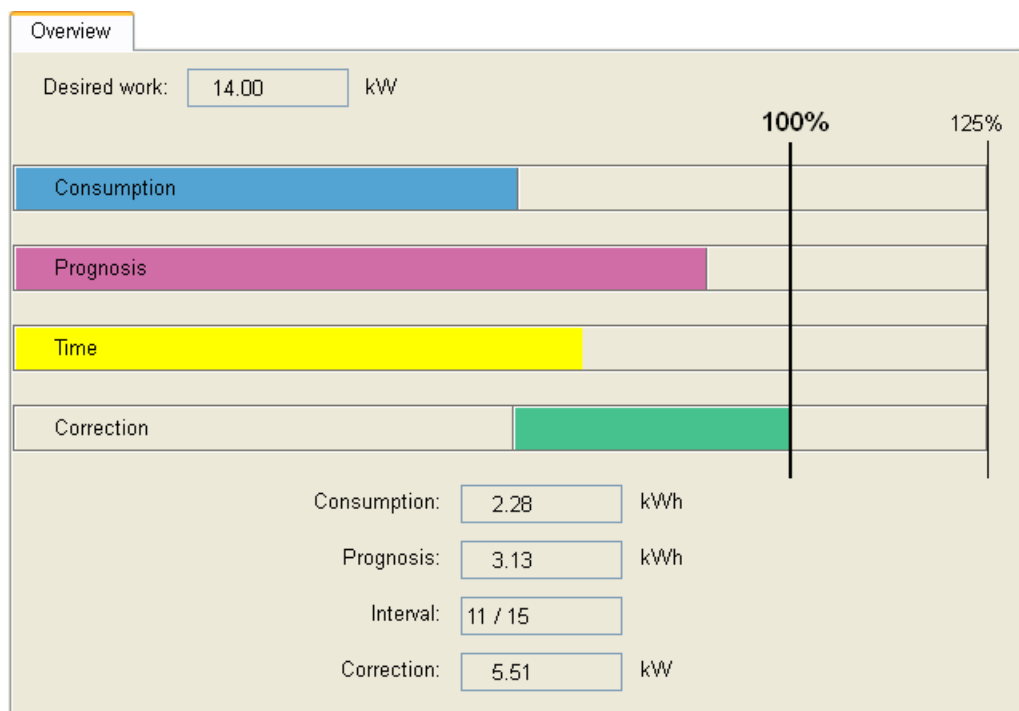 Overview
Desired work: 14.00 kW
100% 125%
Consumption
Prognosis
Time
Correction
Consumption: 2.28 kWh
Prognosis: 3.13 kWh
Interval: 11 / 15
Correction: 5.51 kW